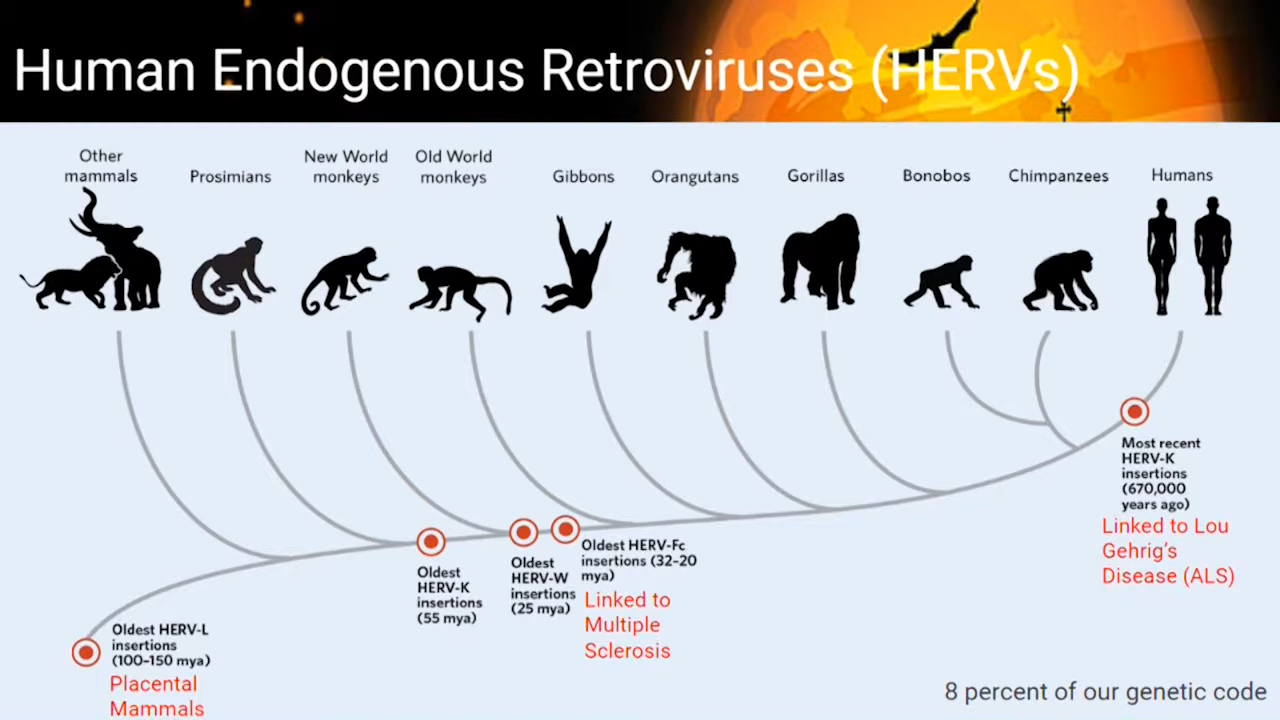 Human Endogenous Retroviruses (HERVs)
Other
mammals
Prosimians
New World
monkeys
Old World
monkeys
Gibbons
Orangutans
Gorillas
Bonobos
Chimpanzees
Humans
Most recent
HERV-K
insertions
(670,000
years ago)
Linked to Lou
Gehrig's
Disease (ALS)
Oldest
HERV-K
insertions
(55 mya)
Oldest
HERV-W
insertions
(25 mya)
Oldest HERV-Fc
insertions (32–20
mya)
Linked to
Multiple
Sclerosis
Oldest HERV-L
insertions
(100–150 mya)
Placental
Mammals
8 percent of our genetic code